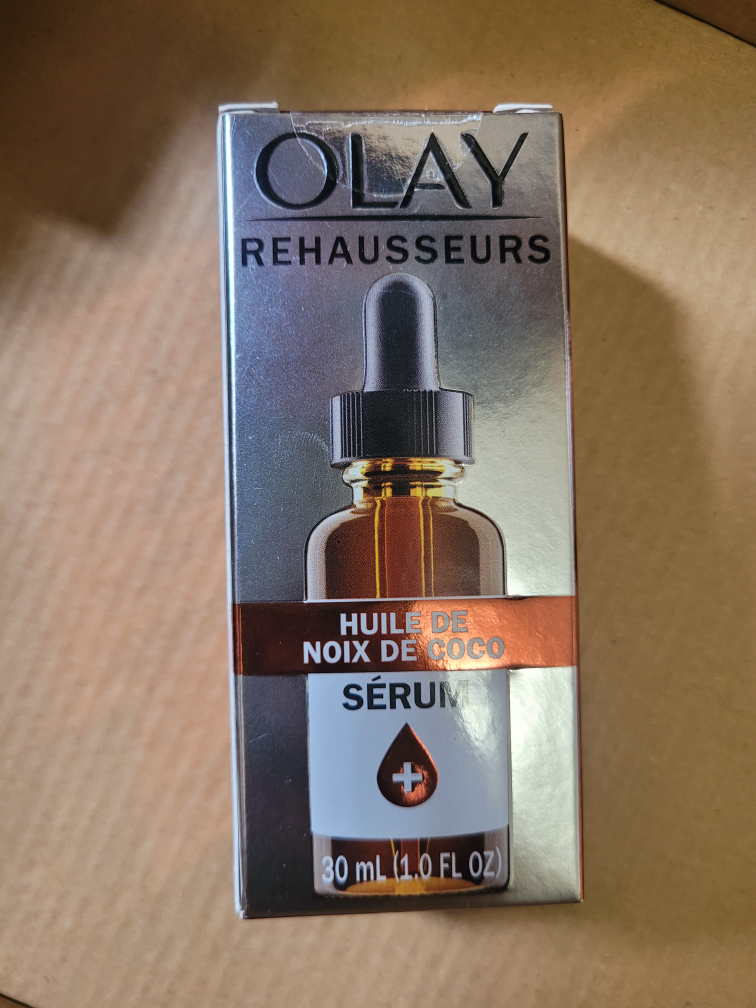 OLAY
REHAUSSEURS
HUILE DE
NOIX DE COCO
SÉRUM
30 mL (1.0 FL OZ)